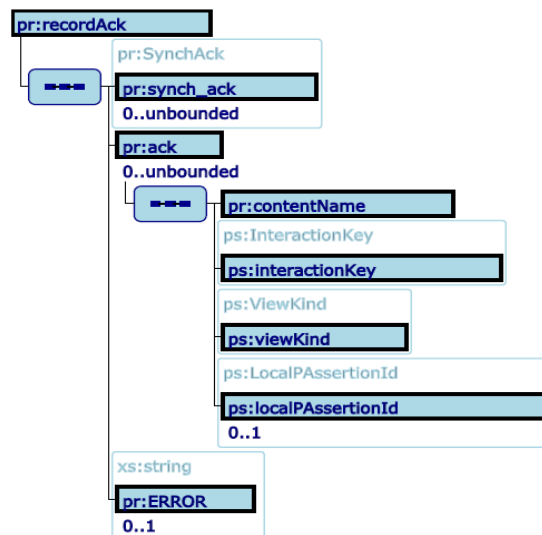 pr:recordAck
pr:SynchAck
pr:synch_ack
0..unbounded
pr:ack
0..unbounded
pr:contentName
ps:InteractionKey
ps:interactionKey
ps:ViewKind
ps:viewKind
ps:LocalPAssertionId
ps:localPAssertionId
0..1
xs:string
pr:ERROR
0..1